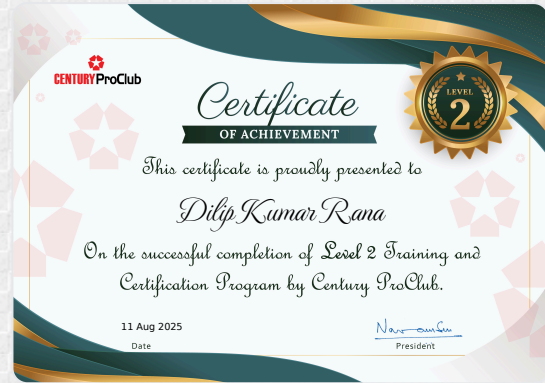 CENTURY ProClub
Certificate
OF ACHIEVEMENT
LEVEL
2
This certificate is proudly presented to
Dilip Kumar Rana
On the successful completion of Level 2 Training and
Certification Program by Century ProClub.
11 Aug 2025
Date
President